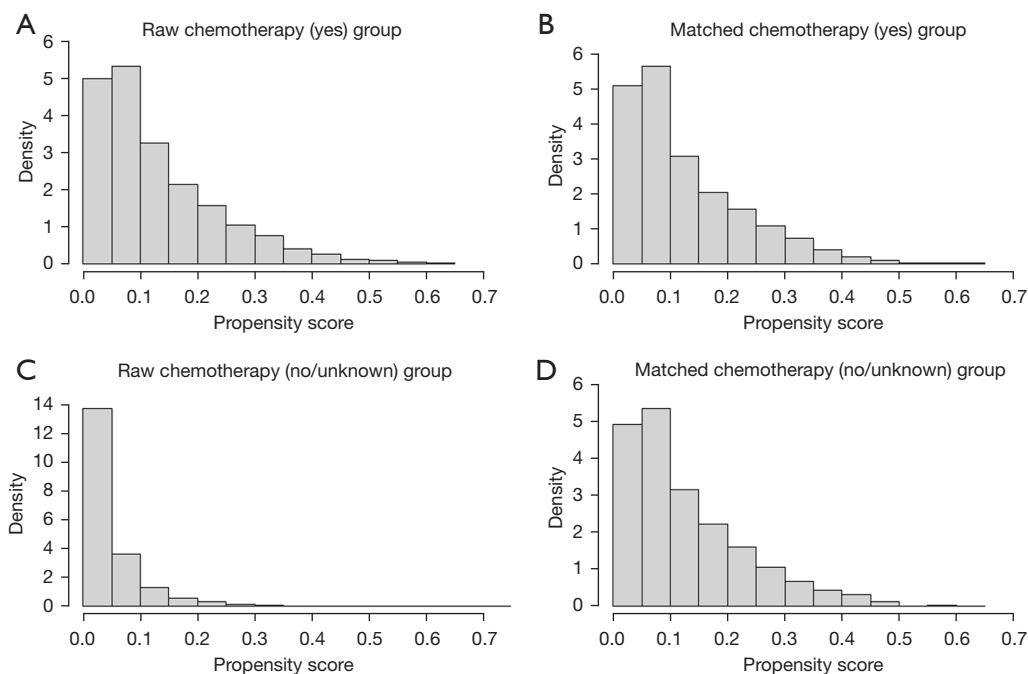 A
Raw chemotherapy (yes) group
6
5
4
3
2
1
0
Density
0.0 0.1 0.2 0.3 0.4 0.5 0.6 0.7
Propensity score
B
Matched chemotherapy (yes) group
6
5
4
3
2
1
0
Density
0.0 0.1 0.2 0.3 0.4 0.5 0.6 0.7
Propensity score
C
Raw chemotherapy (no/unknown) group
14
12
10
8
6
4
2
0
Density
0.0 0.1 0.2 0.3 0.4 0.5 0.6 0.7
Propensity score
D
Matched chemotherapy (no/unknown) group
6
5
4
3
2
1
0
Density
0.0 0.1 0.2 0.3 0.4 0.5 0.6 0.7
Propensity score